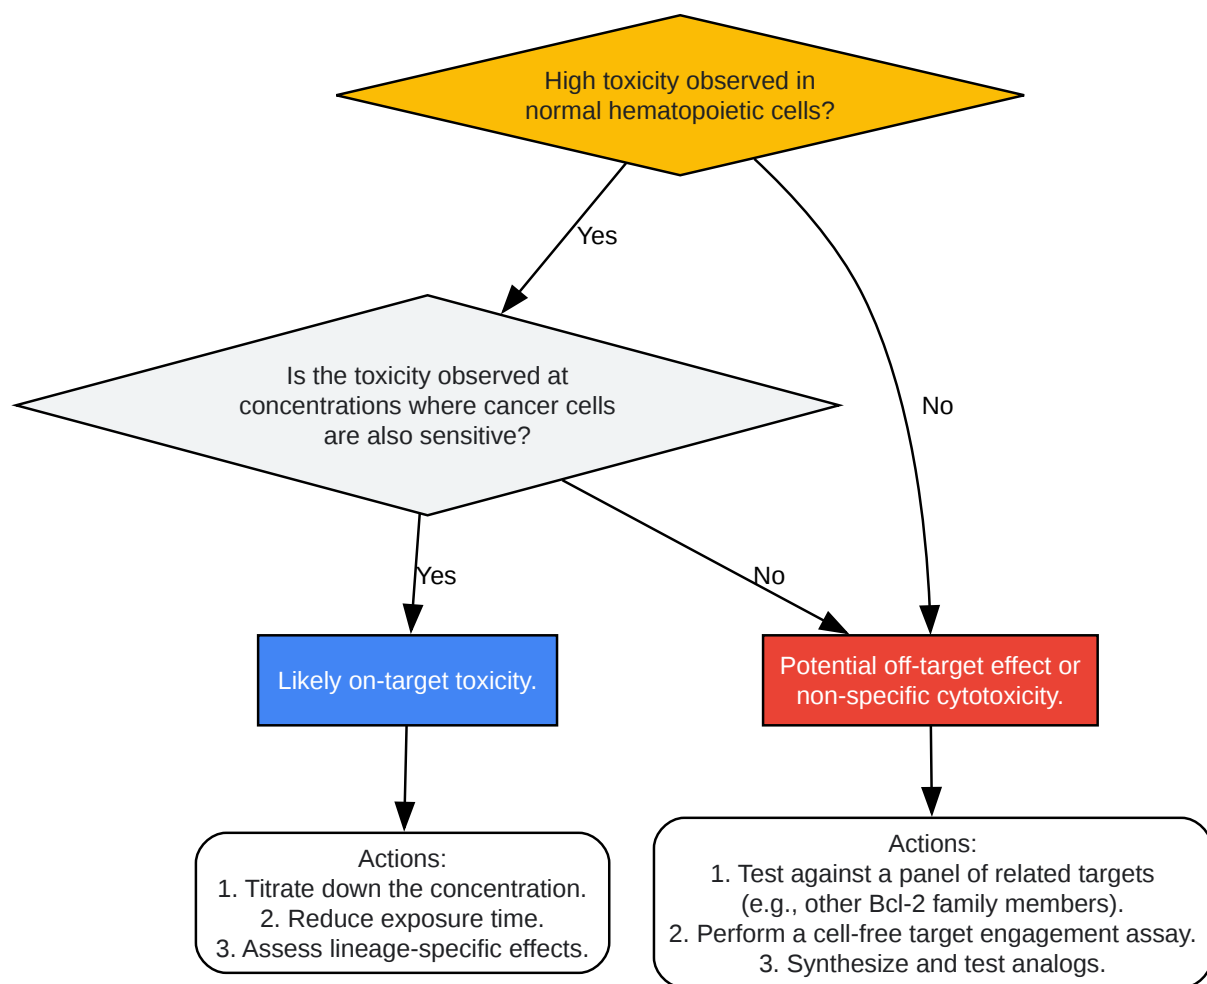 High toxicity observed in
normal hematopoietic cells?
Yes
Is the toxicity observed at
concentrations where cancer cells
are also sensitive?
No
Yes
No
Likely on-target toxicity.
Potential off-target effect or
non-specific cytotoxicity.
Actions:
1. Titrate down the concentration.
2. Reduce exposure time.
3. Assess lineage-specific effects.
Actions:
1. Test against a panel of related targets
(e.g., other Bcl-2 family members).
2. Perform a cell-free target engagement assay.
3. Synthesize and test analogs.